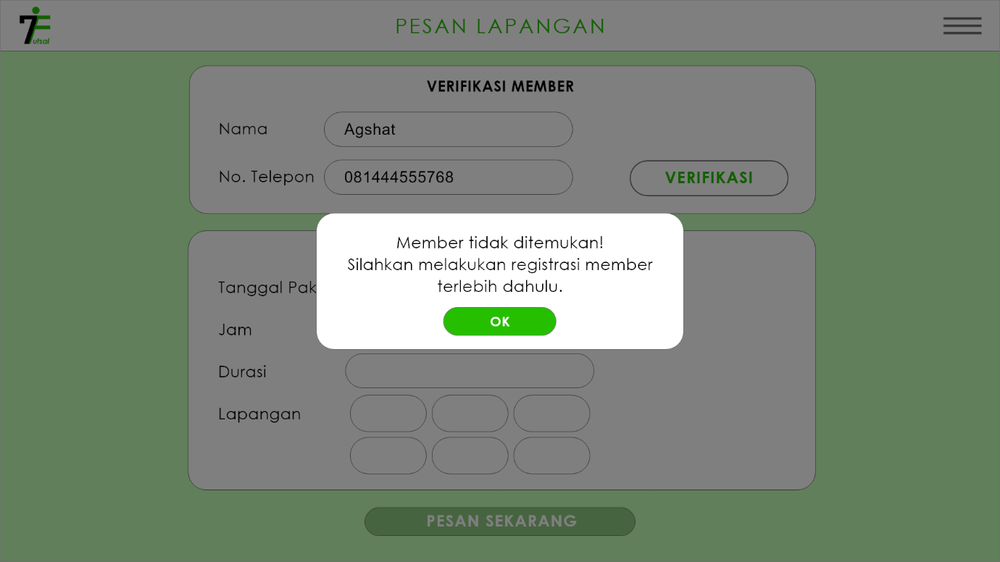 7F
utsal
PESAN LAPANGAN
VERIFIKASI MEMBER
Nama
Agshat
No. Telepon
081444555768
VERIFIKASI
Member tidak ditemukan!
Silahkan melakukan registrasi member
terlebih dahulu.
OK
Tanggal Pak
Jam
Durasi
Lapangan
PESAN SEKARANG